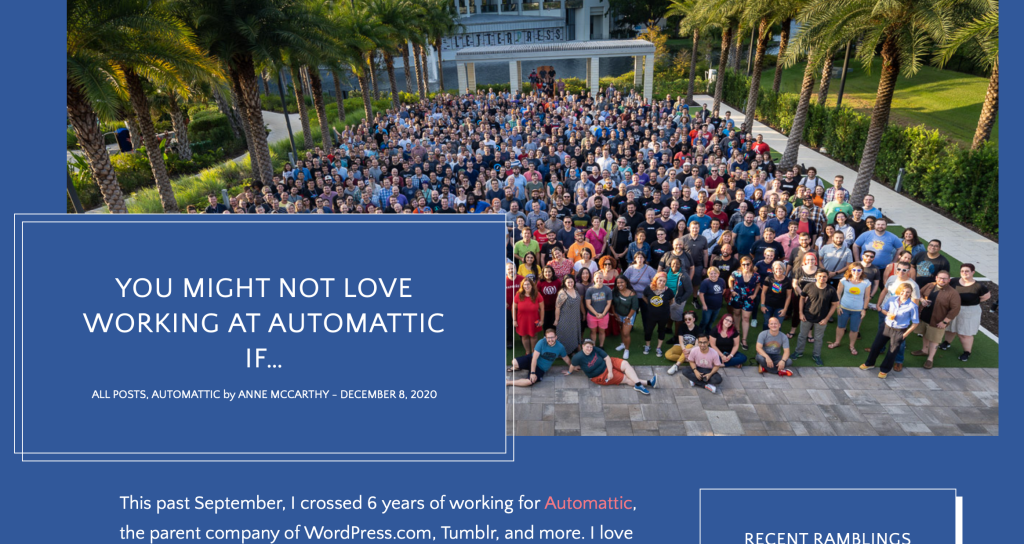 LETTERPRESS
YOU MIGHT NOT LOVE
WORKING AT AUTOMATTIC
IF...
ALL POSTS, AUTOMATTIC by ANNE MCCARTHY - DECEMBER 8, 2020
This past September, I crossed 6 years of working for Automattic,
the parent company of WordPress.com, Tumblr, and more. I love
RECENT RAMBLINGS